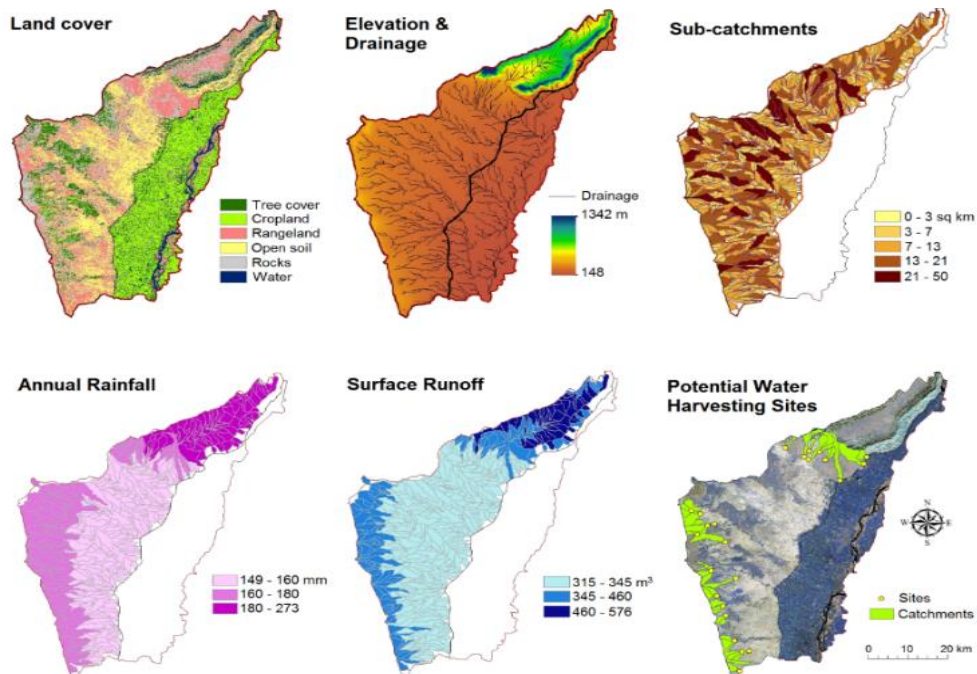 Land cover
Tree cover
Cropland
Rangeland
Open soil
Rocks
Water
Elevation &
Drainage
Drainage
1342 m
148
Sub-catchments
0 - 3 sq km
3 - 7
7 - 13
13 - 21
21 - 50
Annual Rainfall
149 - 160 mm
160 - 180
180 - 273
Surface Runoff
315 - 345 m³
345 - 460
460 - 576
Potential Water
Harvesting Sites
N
W E
S
Sites
Catchments
0 10 20 km